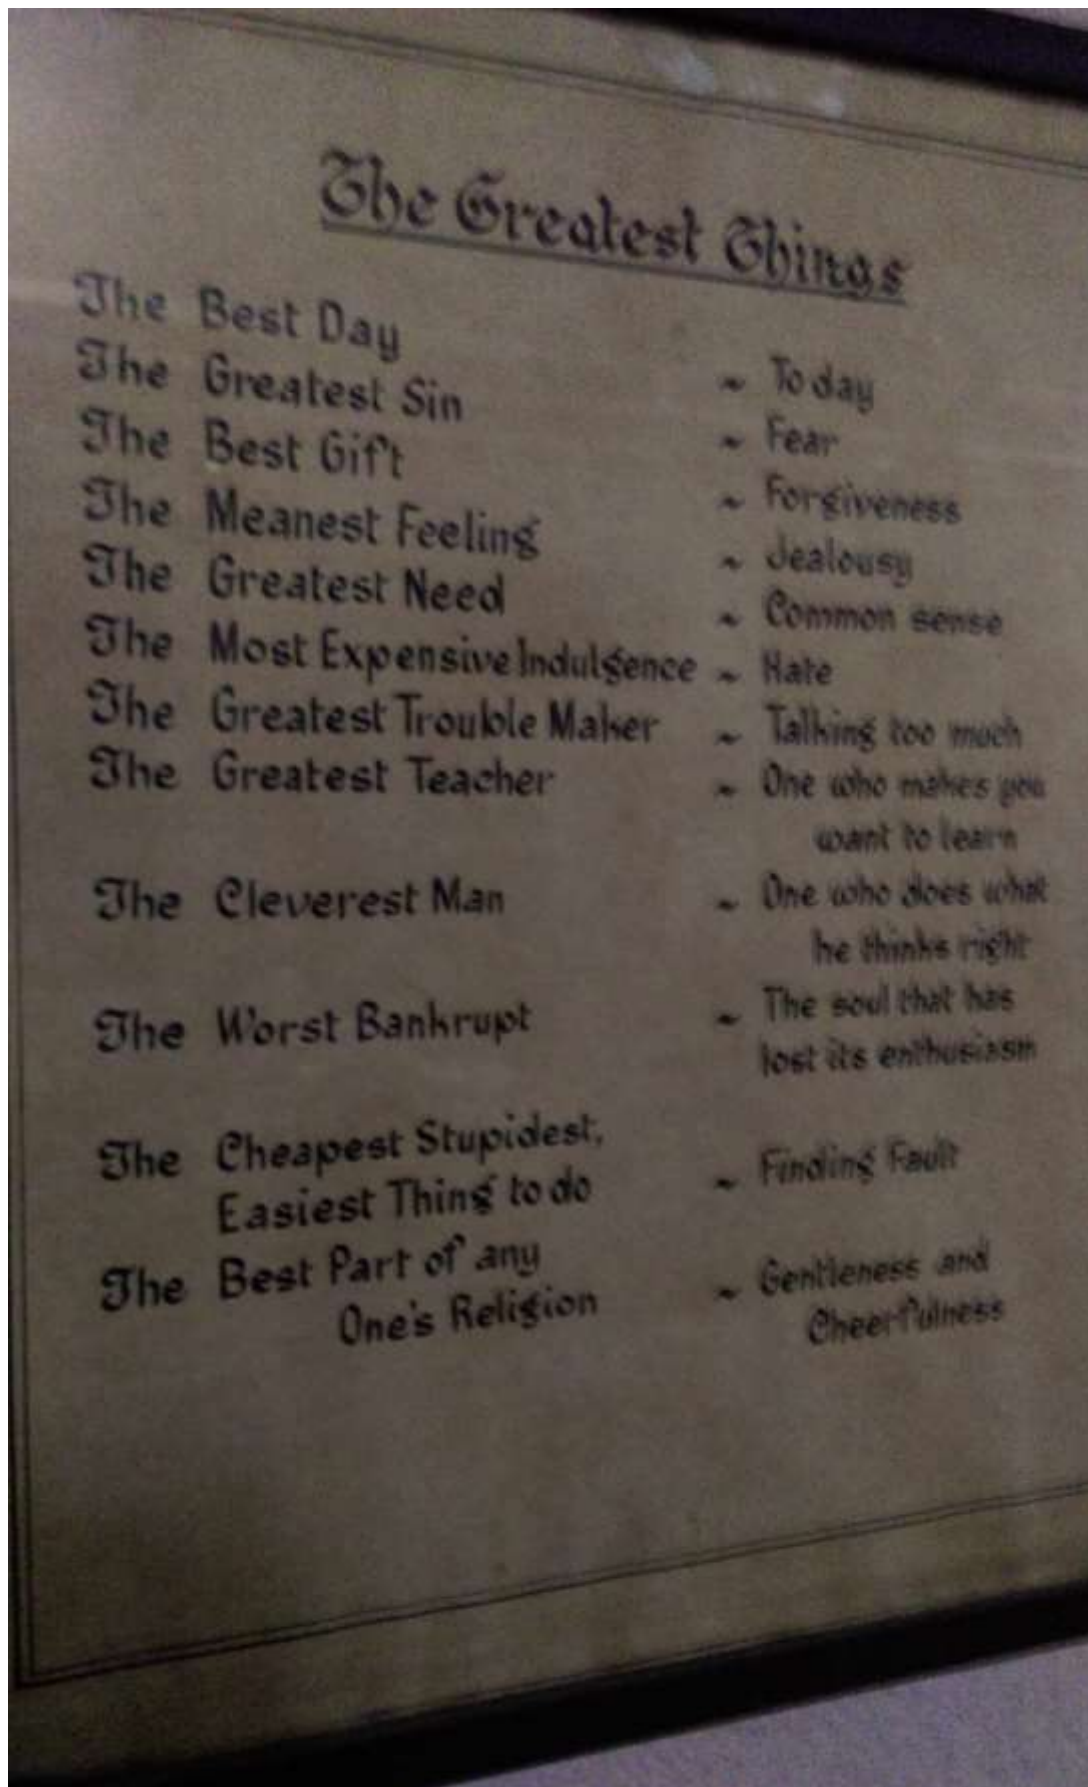 The Greatest Things
The Best Day ~ Today
The Greatest Sin ~ Fear
The Best Gift ~ Forgiveness
The Meanest Feeling ~ Jealousy
The Greatest Need ~ Common sense
The Most Expensive Indulgence ~ Hate
The Greatest Trouble Maker ~ Talking too much
The Greatest Teacher ~ One who makes you
want to learn
The Cleverest Man ~ One who does what
he thinks right
The Worst Bankrupt ~ The soul that has
lost its enthusiasm
The Cheapest Stupidest,
Easiest Thing to do ~ Finding Fault
The Best Part of any
One's Religion ~ Gentleness and
Cheerfulness